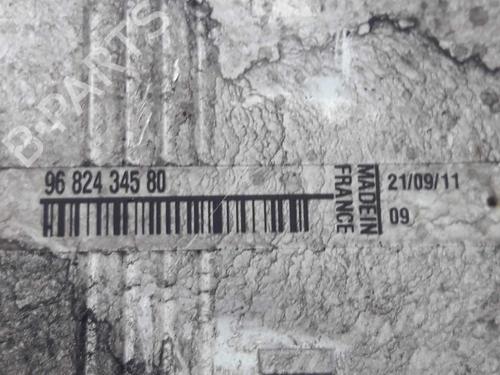 B-PARTS
96 824 345 80
MADE IN
FRANCE
21/09/11
09